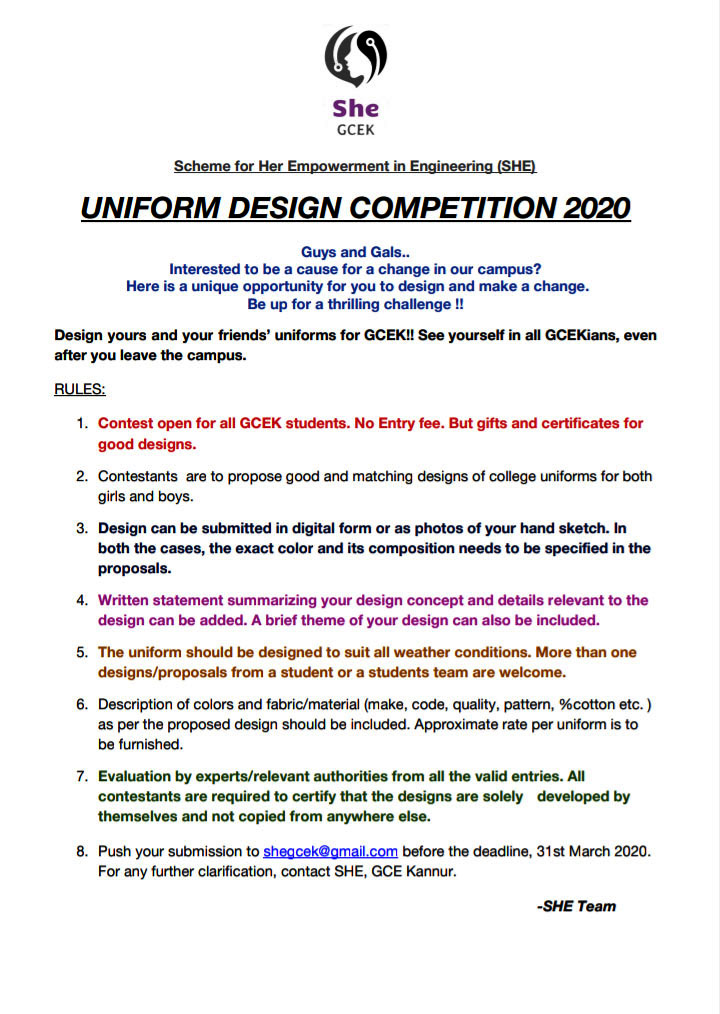 She
GCEK
Scheme for Her Empowerment in Engineering (SHE)
UNIFORM DESIGN COMPETITION 2020
Guys and Gals..
Interested to be a cause for a change in our campus?
Here is a unique opportunity for you to design and make a change.
Be up for a thrilling challenge !!
Design yours and your friends’ uniforms for GCEK!! See yourself in all GCEKians, even
after you leave the campus.
RULES:
1. Contest open for all GCEK students. No Entry fee. But gifts and certificates for
good designs.
2. Contestants are to propose good and matching designs of college uniforms for both
girls and boys.
3. Design can be submitted in digital form or as photos of your hand sketch. In
both the cases, the exact color and its composition needs to be specified in the
proposals.
4. Written statement summarizing your design concept and details relevant to the
design can be added. A brief theme of your design can also be included.
5. The uniform should be designed to suit all weather conditions. More than one
designs/proposals from a student or a students team are welcome.
6. Description of colors and fabric/material (make, code, quality, pattern, %cotton etc. )
as per the proposed design should be included. Approximate rate per uniform is to
be furnished.
7. Evaluation by experts/relevant authorities from all the valid entries. All
contestants are required to certify that the designs are solely developed by
themselves and not copied from anywhere else.
8. Push your submission to shegcek@gmail.com before the deadline, 31st March 2020.
For any further clarification, contact SHE, GCE Kannur.
-SHE Team